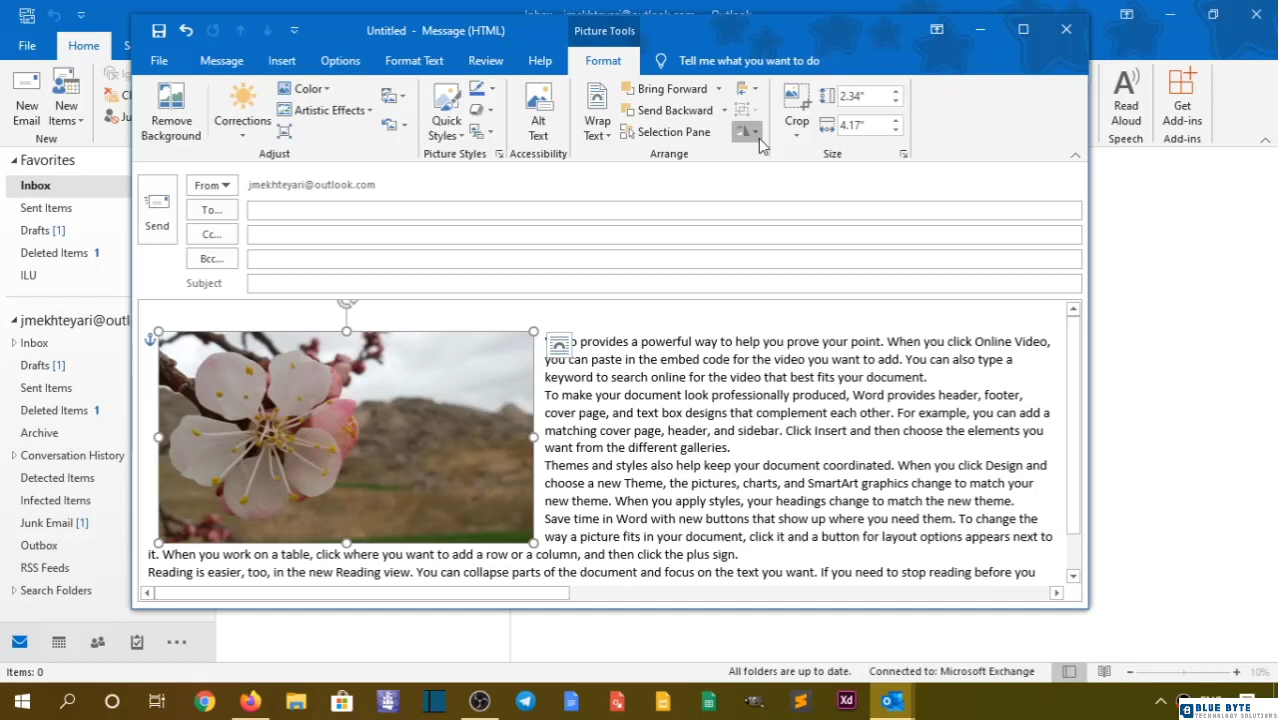 Inbox - jmekhteyari@outlook.com - Outlook
File
Home
New Email
New Items
New
Favorites
Inbox
Sent Items
Drafts [1]
Deleted Items 1
ILU
jmekhteyari@outl
Inbox
Drafts [1]
Sent Items
Deleted Items 1
Archive
Conversation History
Detected Items
Infected Items
Junk Email [1]
Outbox
RSS Feeds
Search Folders
Items: 0
Untitled - Message (HTML)
Picture Tools
File
Message
Insert
Options
Format Text
Review
Help
Format
Tell me what you want to do
Remove Background
Corrections
Color
Artistic Effects
Adjust
Quick Styles
Picture Styles
Alt Text
Accessibility
Wrap Text
Bring Forward
Send Backward
Selection Pane
Arrange
Crop
2.34"
4.17"
Size
Read Aloud
Speech
Get Add-ins
Add-ins
Send
From
jmekhteyari@outlook.com
To...
Cc...
Bcc...
Subject
provides a powerful way to help you prove your point. When you click Online Video,
you can paste in the embed code for the video you want to add. You can also type a
keyword to search online for the video that best fits your document.
To make your document look professionally produced, Word provides header, footer,
cover page, and text box designs that complement each other. For example, you can add a
matching cover page, header, and sidebar. Click Insert and then choose the elements you
want from the different galleries.
Themes and styles also help keep your document coordinated. When you click Design and
choose a new Theme, the pictures, charts, and SmartArt graphics change to match your
new theme. When you apply styles, your headings change to match the new theme.
Save time in Word with new buttons that show up where you need them. To change the
way a picture fits in your document, click it and a button for layout options appears next to
it. When you work on a table, click where you want to add a row or a column, and then click the plus sign.
Reading is easier, too, in the new Reading view. You can collapse parts of the document and focus on the text you want. If you need to stop reading before you
All folders are up to date.
Connected to: Microsoft Exchange
10%
Xd
BLUE BYTE
TECHNOLOGY SOLUTIONS